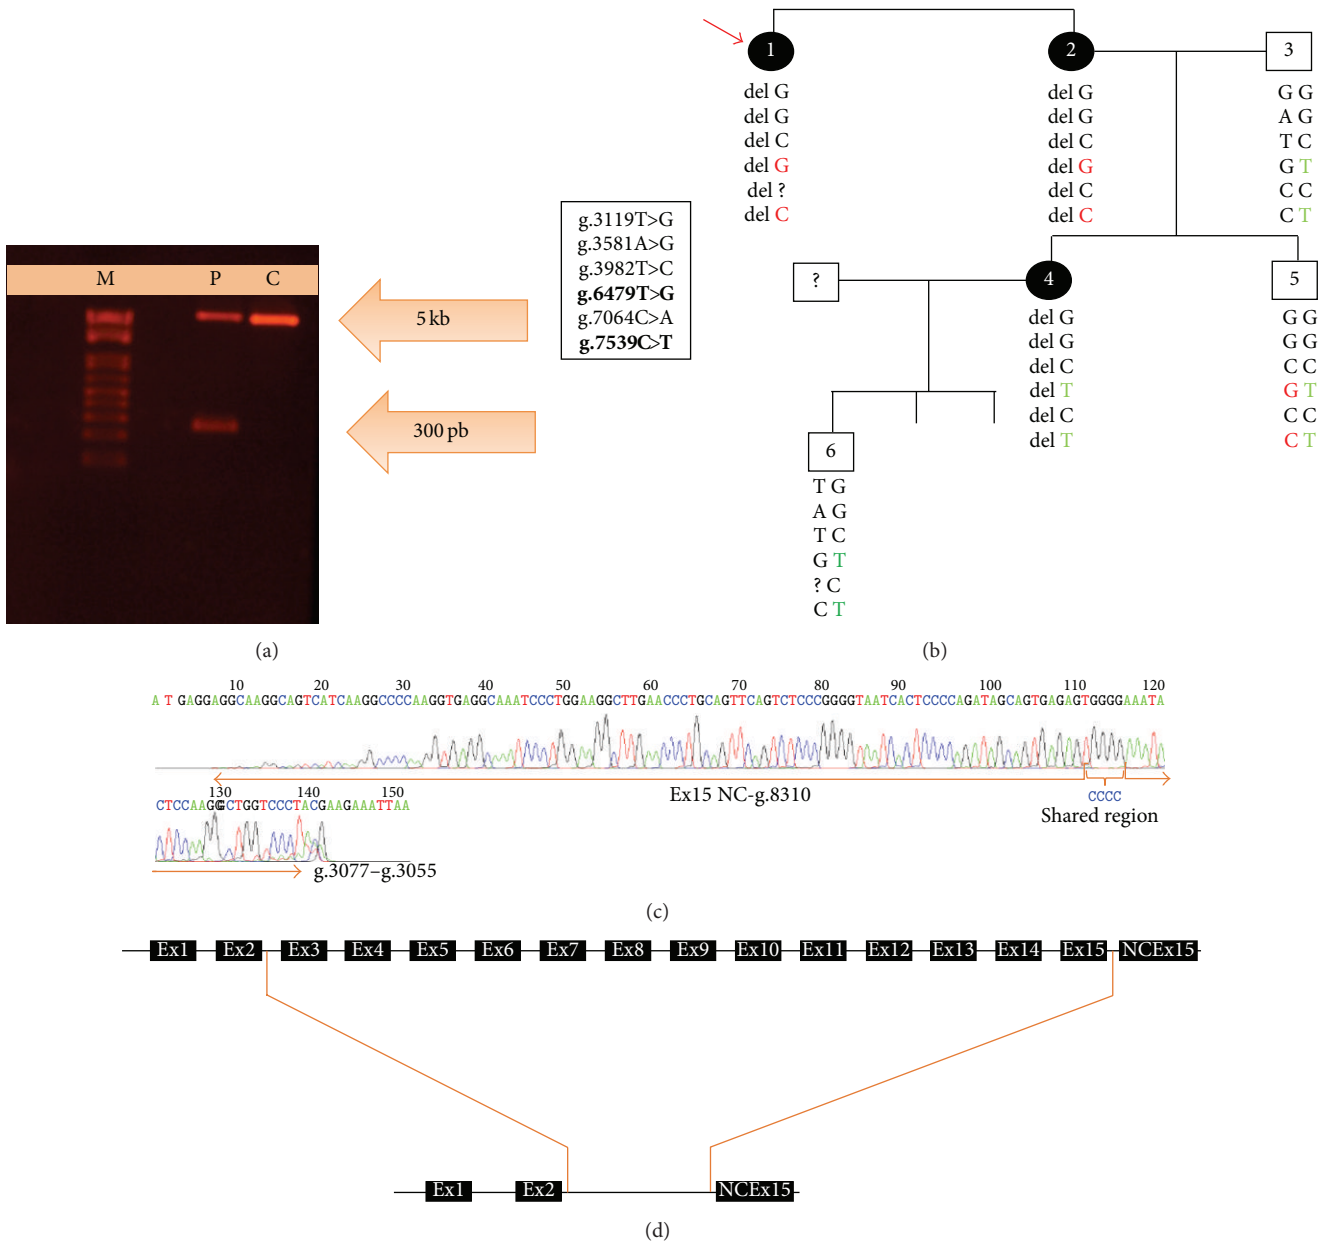 M P C
5 kb
300 pb
(a)
g.3119T>G
g.3581A>G
g.3982T>C
g.6479T>G
g.7064C>A
g.7539C>T
1
del G
del G
del C
del G
del ?
del C
2
del G
del G
del C
del G
del C
del C
3
G G
A G
T C
G T
C C
C T
?
4
del G
del G
del C
del T
del C
del T
5
G G
G G
C C
G T
C C
C T
6
T G
A G
T C
G T
? C
C T
(b)
10 20 30 40 50 60 70 80 90 100 110 120
A T GAGGAGGCAAGGCAGTCATCAAGGCCCCAAGGTGAGGCAAATCCCTGGAAGGCTTGAACCCTGCAGTTCAGTCTCCCGGGGTAATCACTCCCCAGATAGCAGTGAGAGTGGGGAAATA
Ex15 NC-g.8310
CCCC
Shared region
130 140 150
CTCCAAGGCTGGTCCCTACGAAGAAATTAA
g.3077–g.3055
(c)
Ex1 Ex2 Ex3 Ex4 Ex5 Ex6 Ex7 Ex8 Ex9 Ex10 Ex11 Ex12 Ex13 Ex14 Ex15 NCEx15
Ex1 Ex2 NCEx15
(d)